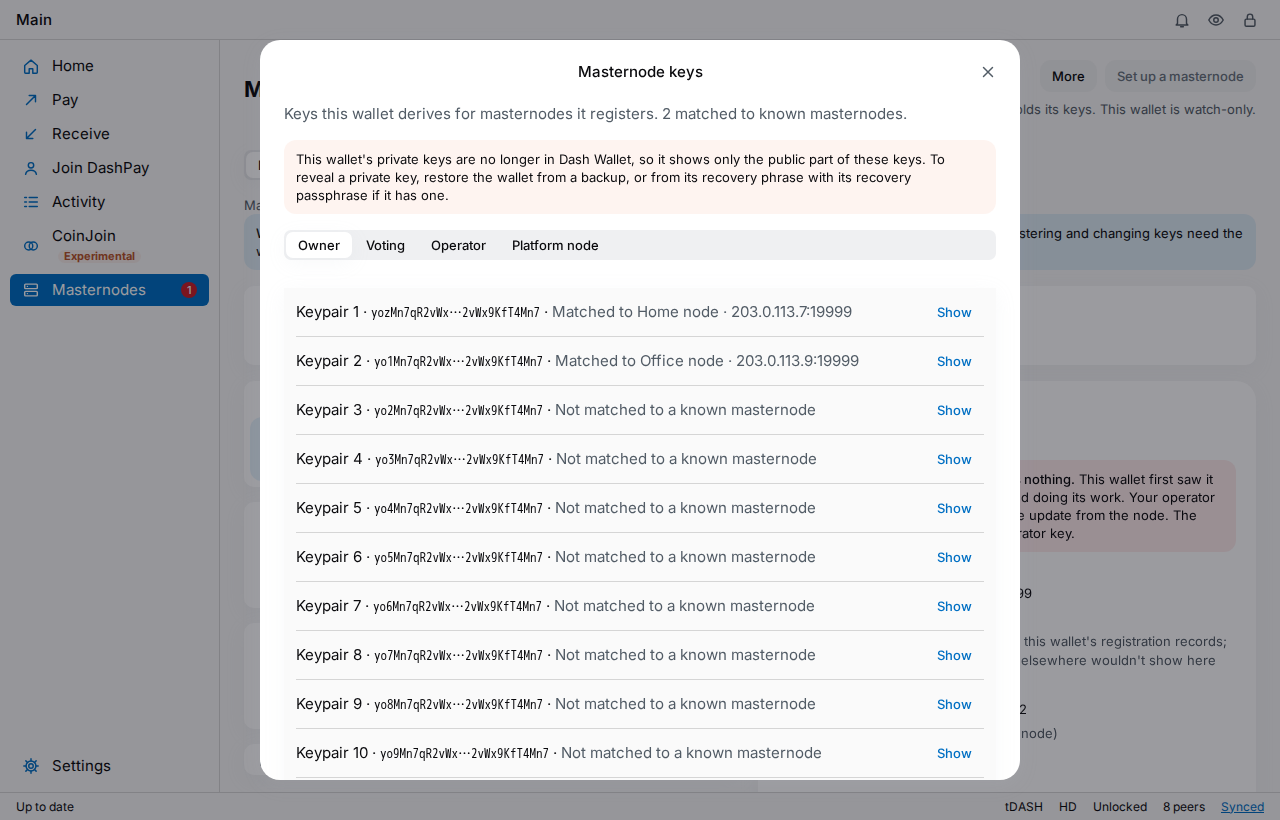 Main
Home
Pay
Receive
Join DashPay
Activity
CoinJoin
Experimental
Masternodes
1
Settings
More
Set up a masternode
its keys. This wallet is watch-only.
stering and changing keys need the
nothing. This wallet first saw it
doing its work. Your operator
update from the node. The
rator key.
99
this wallet's registration records;
elsewhere wouldn't show here
2
node)
Masternode keys
Keys this wallet derives for masternodes it registers. 2 matched to known masternodes.
This wallet's private keys are no longer in Dash Wallet, so it shows only the public part of these keys. To
reveal a private key, restore the wallet from a backup, or from its recovery phrase with its recovery
passphrase if it has one.
Owner Voting Operator Platform node
Keypair 1 · yozMn7qR2vWx⋯2vWx9KfT4Mn7 · Matched to Home node · 203.0.113.7:19999 Show
Keypair 2 · yo1Mn7qR2vWx⋯2vWx9KfT4Mn7 · Matched to Office node · 203.0.113.9:19999 Show
Keypair 3 · yo2Mn7qR2vWx⋯2vWx9KfT4Mn7 · Not matched to a known masternode Show
Keypair 4 · yo3Mn7qR2vWx⋯2vWx9KfT4Mn7 · Not matched to a known masternode Show
Keypair 5 · yo4Mn7qR2vWx⋯2vWx9KfT4Mn7 · Not matched to a known masternode Show
Keypair 6 · yo5Mn7qR2vWx⋯2vWx9KfT4Mn7 · Not matched to a known masternode Show
Keypair 7 · yo6Mn7qR2vWx⋯2vWx9KfT4Mn7 · Not matched to a known masternode Show
Keypair 8 · yo7Mn7qR2vWx⋯2vWx9KfT4Mn7 · Not matched to a known masternode Show
Keypair 9 · yo8Mn7qR2vWx⋯2vWx9KfT4Mn7 · Not matched to a known masternode Show
Keypair 10 · yo9Mn7qR2vWx⋯2vWx9KfT4Mn7 · Not matched to a known masternode Show
Up to date
tDASH HD Unlocked 8 peers Synced